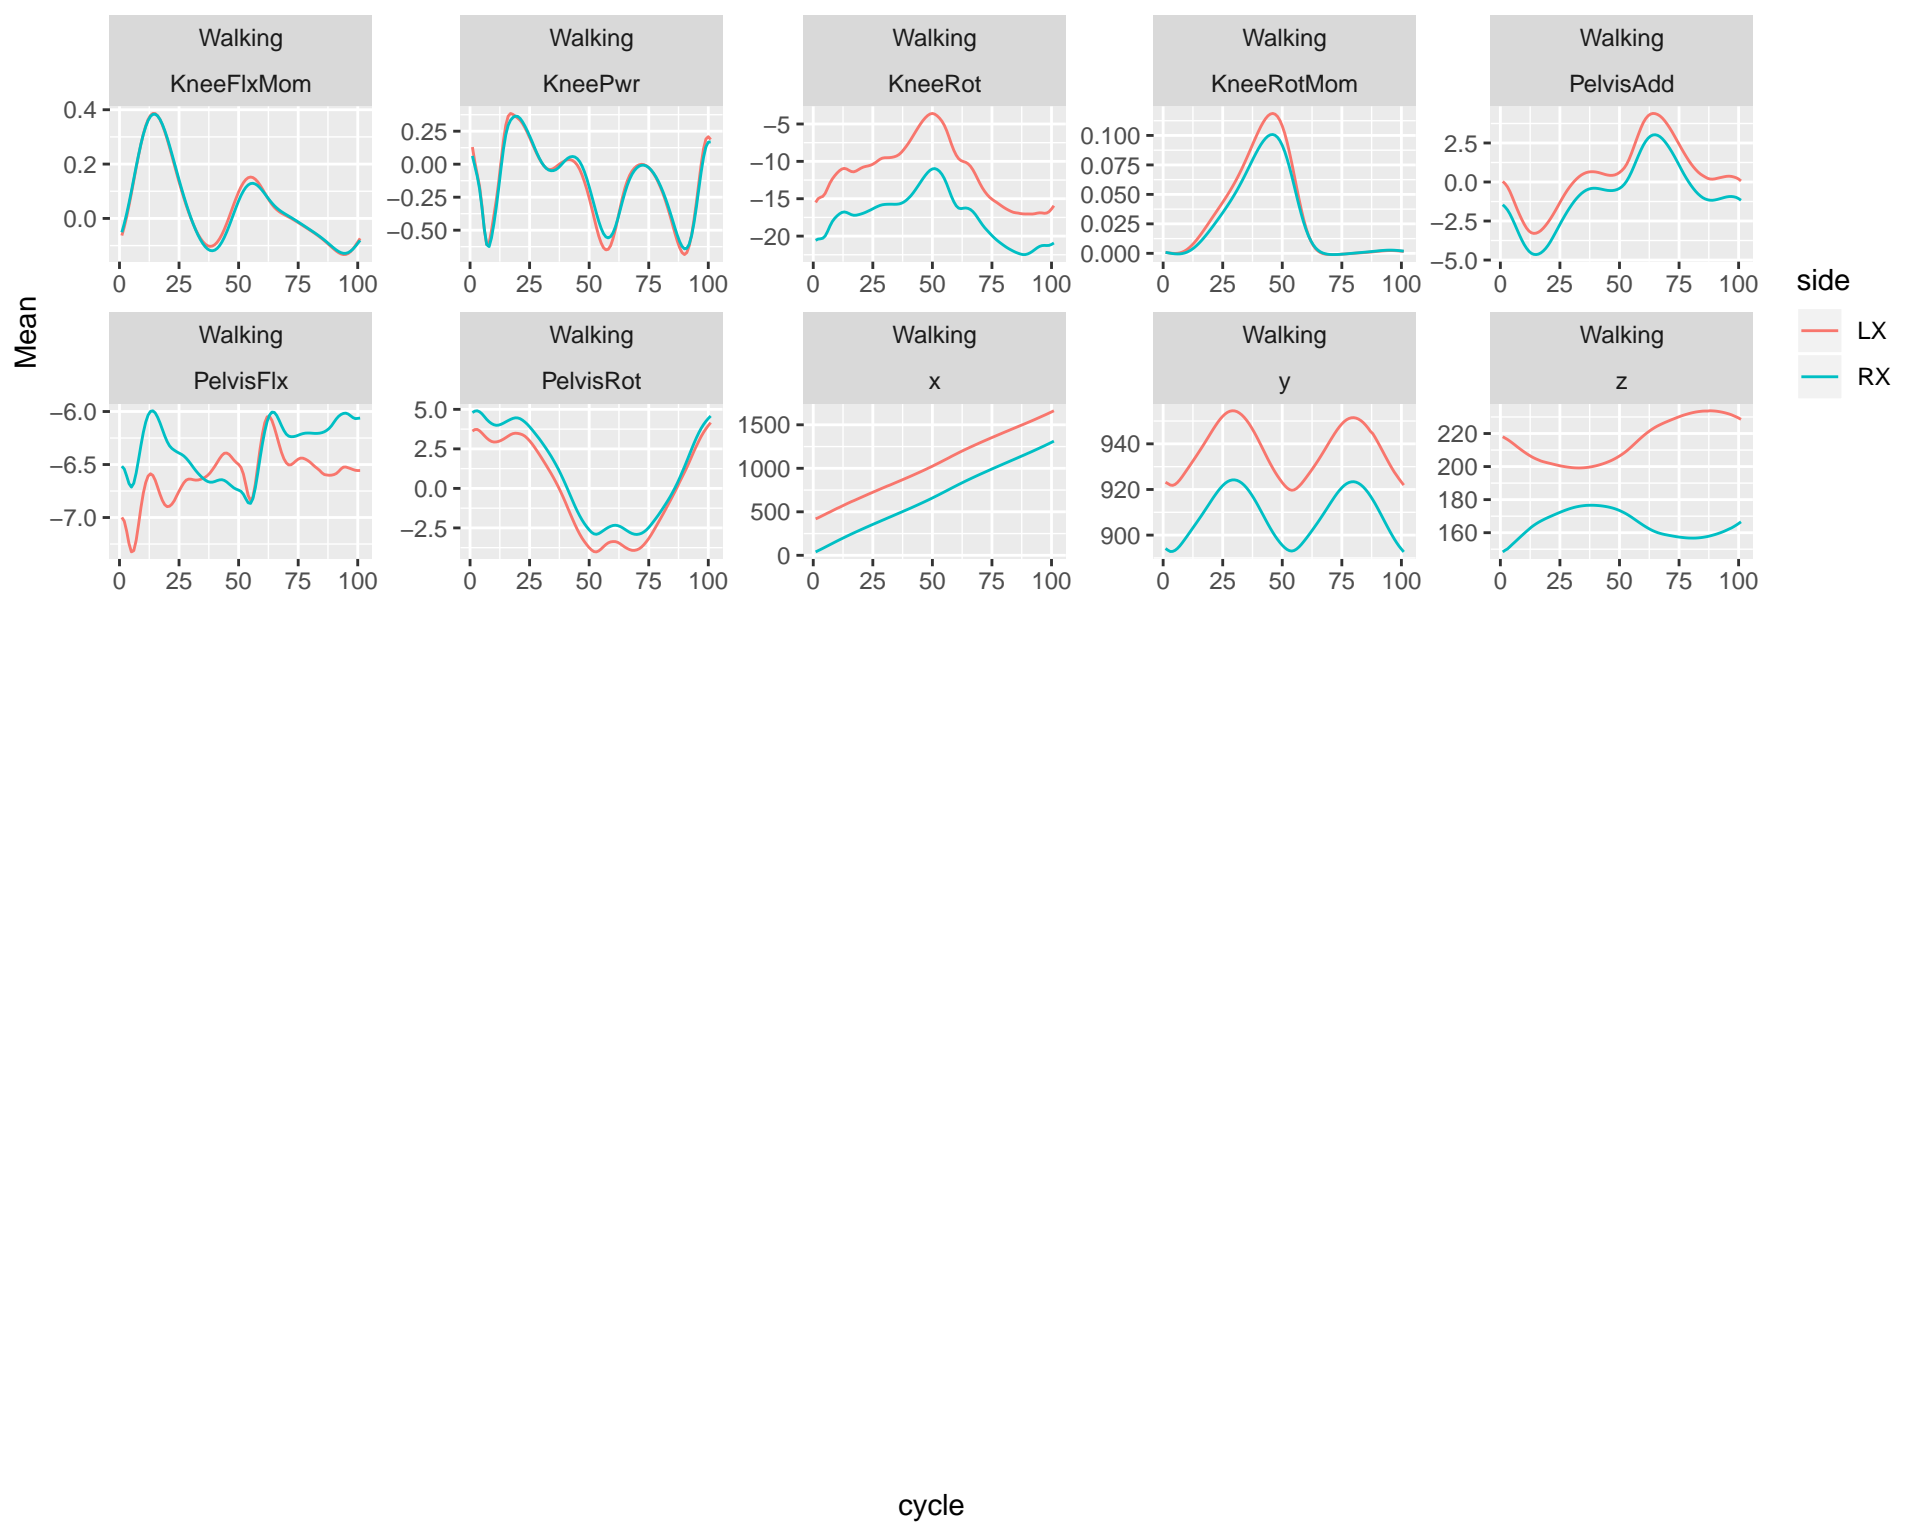 Walking Walking Walking Walking Walking
KneeFlxMom KneePwr KneeRot KneeRotMom PelvisAdd
0.4
0.2
0.0
0 25 50 75 100
0.25
0.00
−0.25
−0.50
0 25 50 75 100
−5
−10
−15
−20
0 25 50 75 100
0.100
0.075
0.050
0.025
0.000
0 25 50 75 100
2.5
0.0
−2.5
−5.0
0 25 50 75 100
Walking Walking Walking Walking Walking
PelvisFlx PelvisRot x y z
−6.0
−6.5
−7.0
0 25 50 75 100
5.0
2.5
0.0
−2.5
0 25 50 75 100
1500
1000
500
0
0 25 50 75 100
940
920
900
0 25 50 75 100
220
200
180
160
0 25 50 75 100
Mean
cycle
side
LX
RX